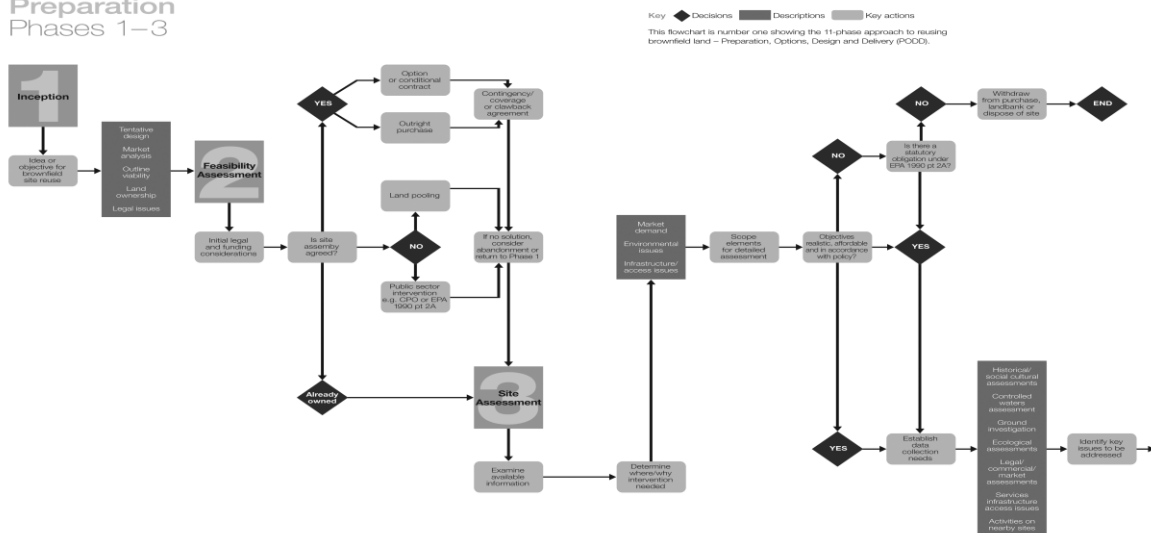 Preparation
Phases 1–3
Key
Decisions
Descriptions
Key actions
This flowchart is number one showing the 11-phase approach to reusing
brownfield land – Preparation, Options, Design and Delivery (PODD).
1
Inception
Idea or
objective for
brownfield
site reuse
Tentative
design
Market
analysis
Outline
viability
Land
ownership
Legal issues
2
Feasibility
Assessment
Initial legal
and funding
considerations
Is site
assemby
agreed?
YES
Option
or conditional
contract
Outright
purchase
Contingency/
coverage
or clawback
agreement
NO
Land pooling
Public sector
intervention
e.g. CPO or EPA
1990 pt 2A
If no solution,
consider
abandonment or
return to Phase 1
Already
owned
3
Site
Assessment
Examine
available
information
Determine
where/why
intervention
needed
Market
demand
Environmental
issues
Infrastructure/
access issues
Scope
elements
for detailed
assessment
Objectives
realistic, affordable
and in accordance
with policy?
NO
Is there a
statutory
obligation under
EPA 1990 pt 2A?
NO
Withdraw
from purchase,
landbank or
dispose of site
END
YES
YES
Establish
data
collection
needs
Historical/
social cultural
assessments
Controlled
waters
assessment
Ground
investigation
Ecological
assessments
Legal/
commercial/
market
assessments
Services
infrastructure
access issues
Activities on
nearby sites
Identify key
issues to be
addressed